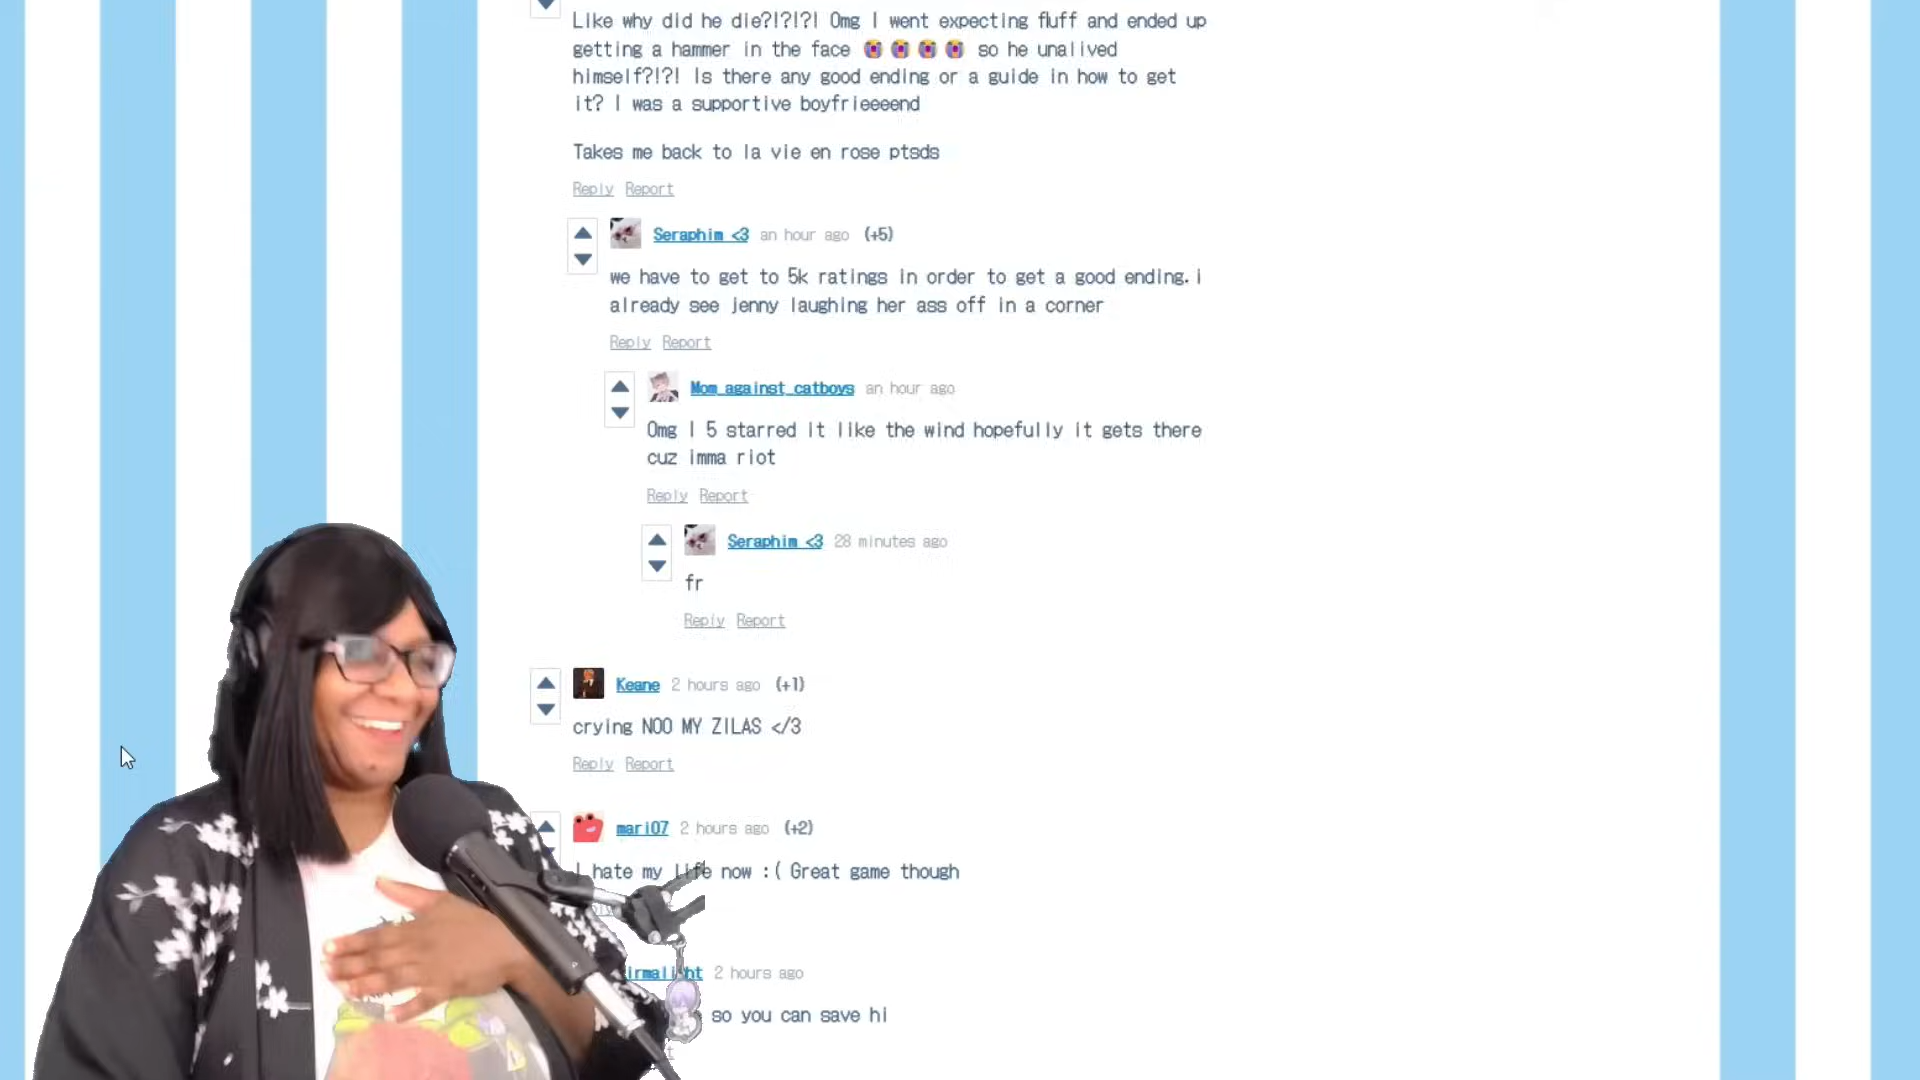 Like why did he die?!?!?! Omg I went expecting fluff and ended up
getting a hammer in the face 😭 😭 😭 😭 so he unalived
himself?!?! Is there any good ending or a guide in how to get
it? I was a supportive boyfrieeeend
Takes me back to la vie en rose ptsds
Reply Report
Seraphim <3 an hour ago (+5)
we have to get to 5k ratings in order to get a good ending. i
already see jenny laughing her ass off in a corner
Reply Report
Mom_against_catboys an hour ago
Omg I 5 starred it like the wind hopefully it gets there
cuz imma riot
Reply Report
Seraphim <3 28 minutes ago
fr
Reply Report
Keane 2 hours ago (+1)
crying NOO MY ZILAS </3
Reply Report
mari07 2 hours ago (+2)
I hate my life now :( Great game though
2 hours ago
so you can save hi